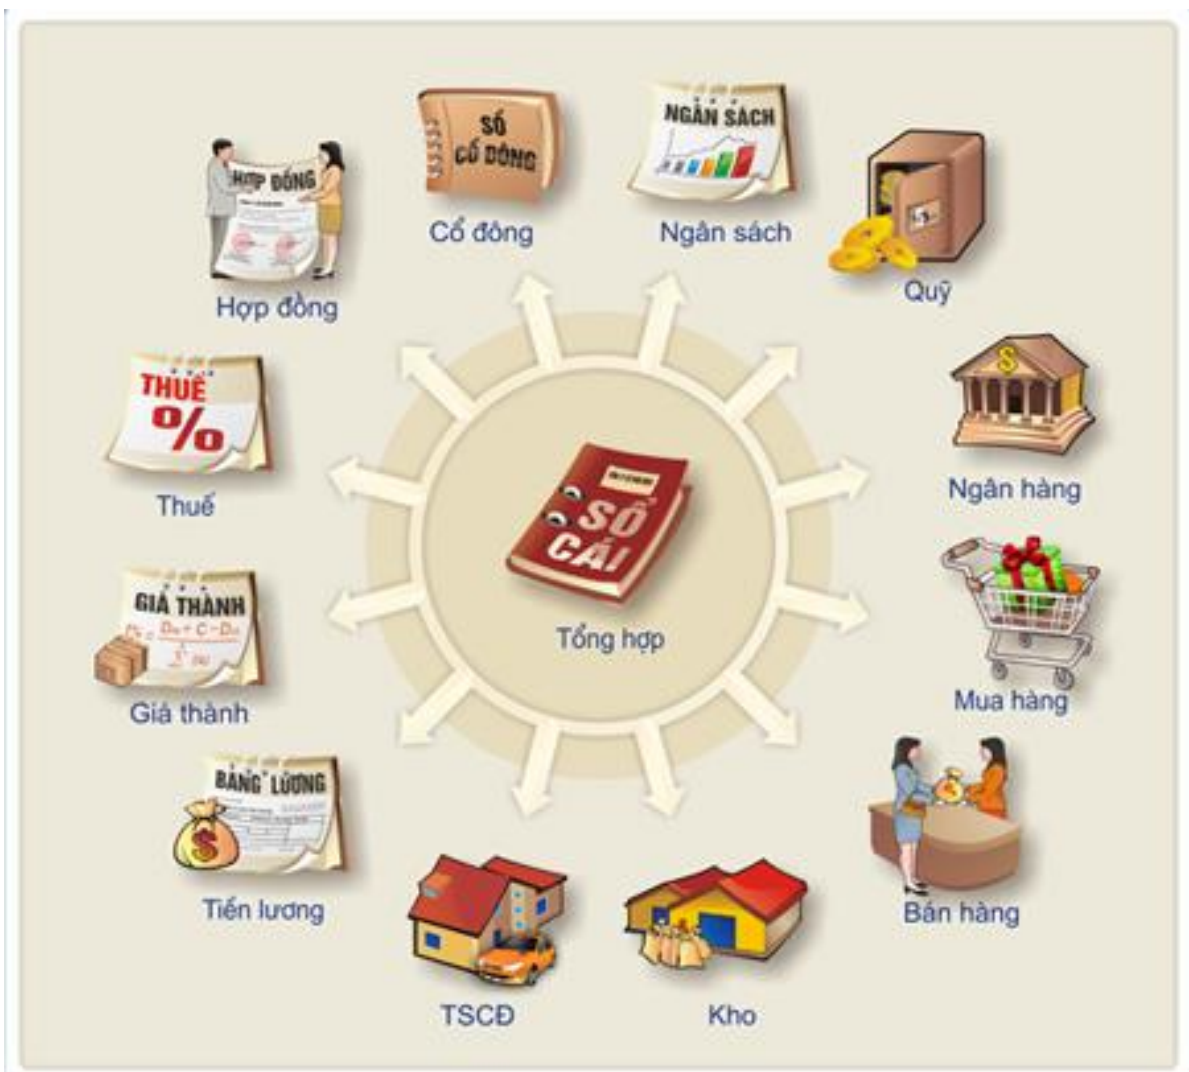 SỔ
CỔ ĐÔNG
Cổ đông
NGÂN SÁCH
Ngân sách
HỢP ĐỒNG
Hợp đồng
Quỹ
THUẾ
%
Thuế
$
Ngân hàng
SỔ
CÁI
Tổng hợp
GIÁ THÀNH
Giá thành
Mua hàng
BẢNG LƯƠNG
$
Tiền lương
$
Bán hàng
TSCĐ
Kho